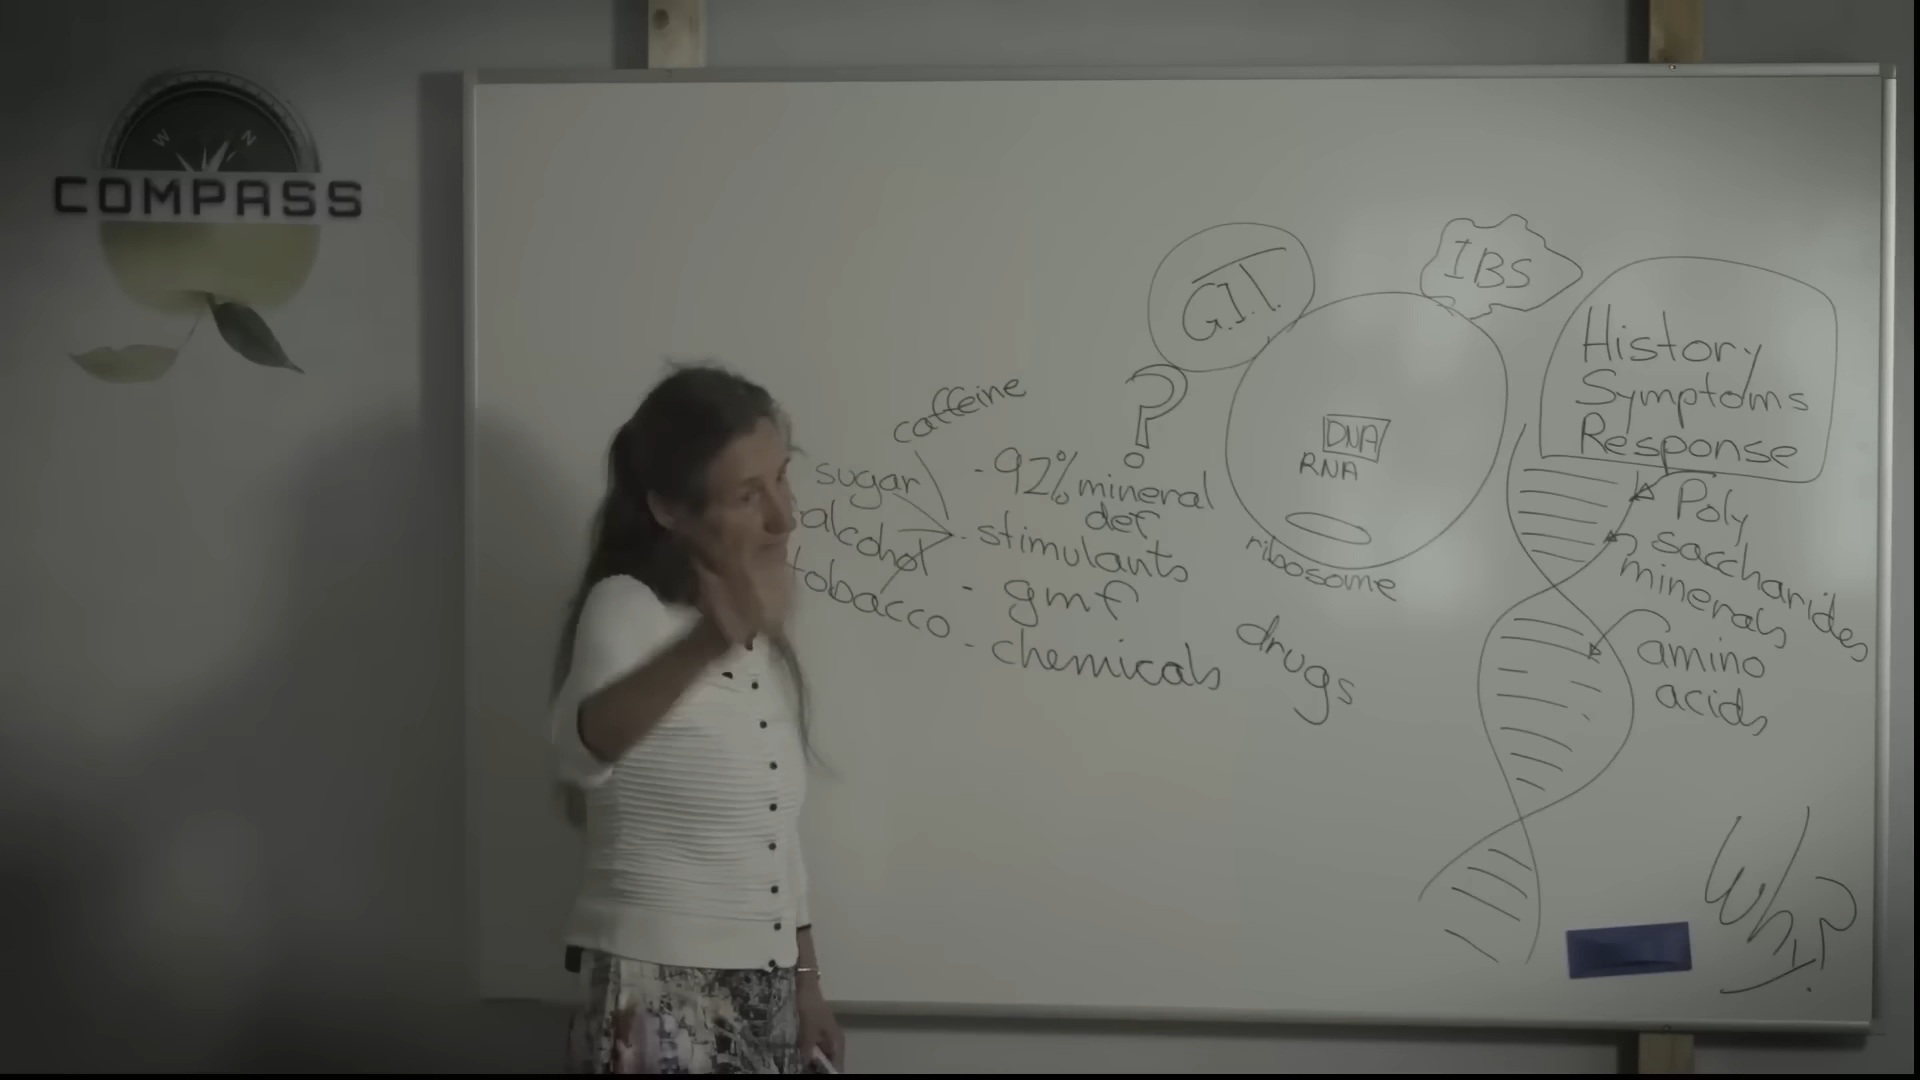 W N
COMPASS
G.I.T.
IBS
History
Symptoms
Response
caffeine
sugar
alcohol
tobacco
?
- 92% mineral
def
- stimulants
- gmf
- chemicals
drugs
DNA
RNA
ribosome
Poly
saccharides
minerals
amino
acids
Why?